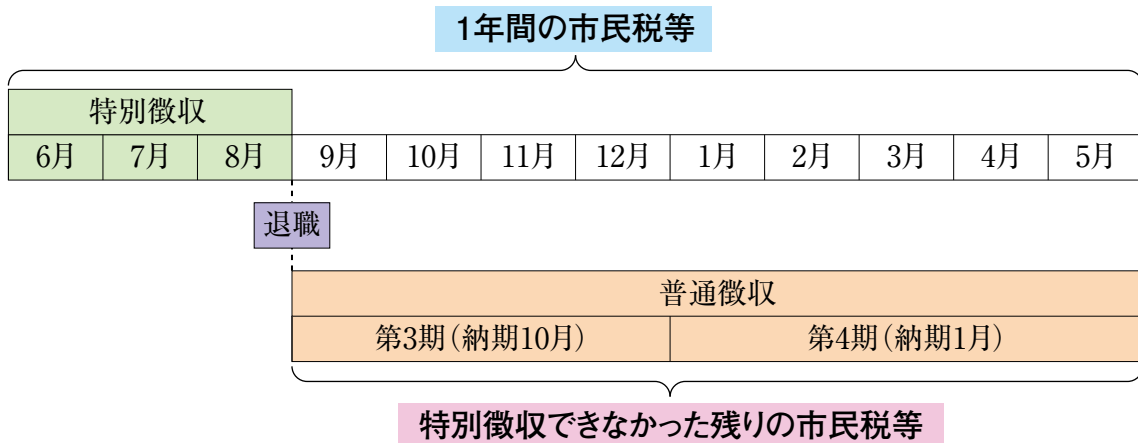 1年間の市民税等
特別徴収
6月 7月 8月 9月 10月 11月 12月 1月 2月 3月 4月 5月
退職
普通徴収
第3期（納期10月） 第4期（納期1月）
特別徴収できなかった残りの市民税等